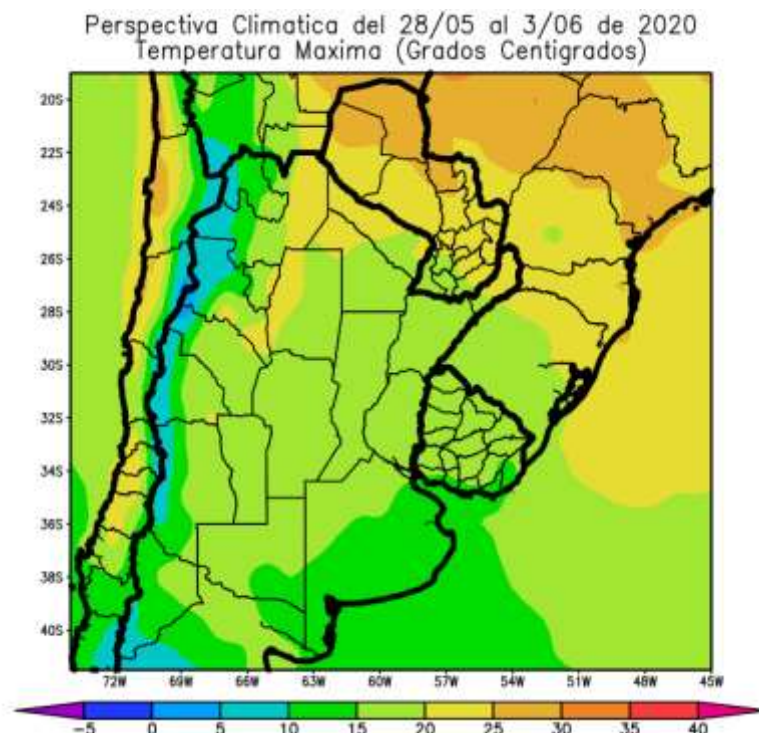 Perspectiva Climatica del 28/05 al 3/06 de 2020
Temperatura Maxima (Grados Centigrados)
20S
22S
24S
26S
28S
30S
32S
34S
36S
38S
40S
72W 69W 66W 63W 60W 57W 54W 51W 48W 45W
-5 0 5 10 15 20 25 30 35 40